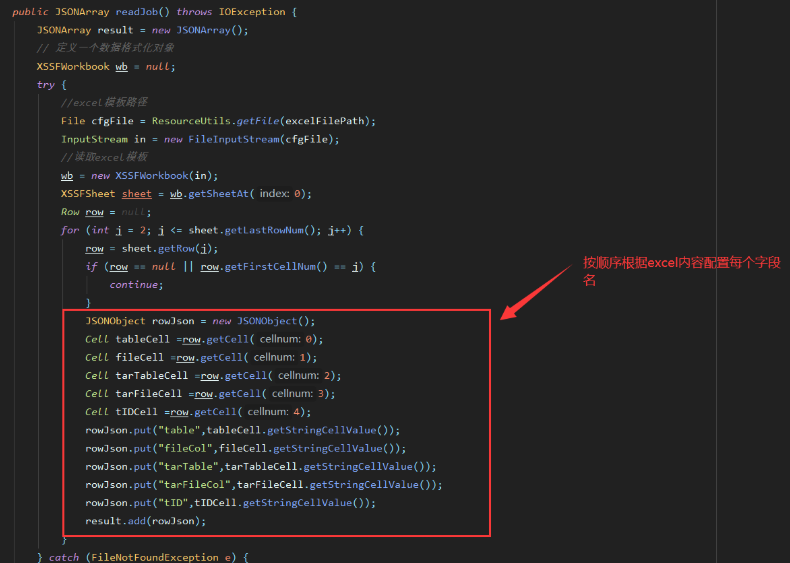 public JSONArray readJob() throws IOException {
JSONArray result = new JSONArray();
// 定义一个数据格式化对象
XSSFWorkbook wb = null;
try {
//excel模板路径
File cfgFile = ResourceUtils.getFile(excelFilePath);
InputStream in = new FileInputStream(cfgFile);
//读取excel模板
wb = new XSSFWorkbook(in);
XSSFSheet sheet = wb.getSheetAt( index: 0);
Row row = null;
for (int j = 2; j <= sheet.getLastRowNum(); j++) {
row = sheet.getRow(j);
if (row == null || row.getFirstCellNum() == j) {
continue;
}
按顺序根据excel内容配置每个字段
名
JSONObject rowJson = new JSONObject();
Cell tableCell =row.getCell( cellnum: 0);
Cell fileCell =row.getCell( cellnum: 1);
Cell tarTableCell =row.getCell( cellnum: 2);
Cell tarFileCell =row.getCell( cellnum: 3);
Cell tIDCell =row.getCell( cellnum: 4);
rowJson.put("table",tableCell.getStringCellValue());
rowJson.put("fileCol",fileCell.getStringCellValue());
rowJson.put("tarTable",tarTableCell.getStringCellValue());
rowJson.put("tarFileCol",tarFileCell.getStringCellValue());
rowJson.put("tID",tIDCell.getStringCellValue());
result.add(rowJson);
}
} catch (FileNotFoundException e) {